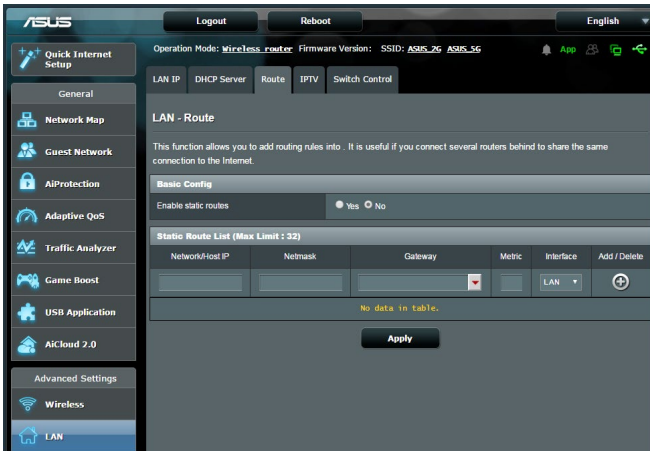 ASUS
Logout
Reboot
English
Quick Internet
Setup
Operation Mode: Wireless router Firmware Version: SSID: ASUS_2G ASUS_5G
App
LAN IP DHCP Server Route IPTV Switch Control
General
Network Map
Guest Network
AiProtection
Adaptive QoS
Traffic Analyzer
Game Boost
USB Application
AiCloud 2.0
Advanced Settings
Wireless
LAN
LAN - Route
This function allows you to add routing rules into . It is useful if you connect several routers behind to share the same
connection to the Internet.
Basic Config
Enable static routes Yes No
Static Route List (Max Limit : 32)
Network/Host IP Netmask Gateway Metric Interface Add / Delete
LAN
No data in table.
Apply